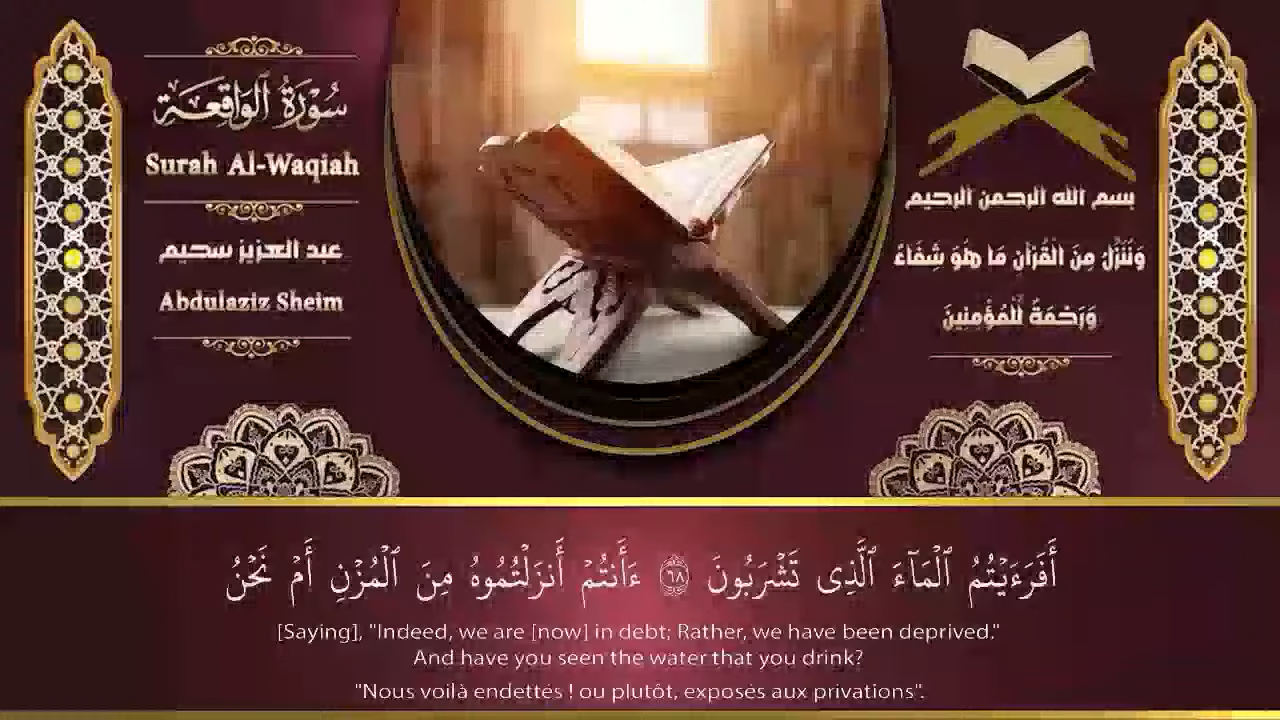 سُورَةُ ٱلْوَاقِعَة
Surah Al-Waqiah
عبد العزيز سحيم
Abdulaziz Sheim
بسم الله الرحمن الرحيم
وَنُنَزِّلُ مِنَ الْقُرْآنِ مَا هُوَ شِفَاءٌ
وَرَحْمَةٌ لِّلْمُؤْمِنِينَ
أَفَرَءَيْتُمُ ٱلْمَآءَ ٱلَّذِى تَشْرَبُونَ ٦٨ ءَأَنتُمْ أَنزَلْتُمُوهُ مِنَ ٱلْمُزْنِ أَمْ نَحْنُ
[Saying], "Indeed, we are [now] in debt; Rather, we have been deprived."
And have you seen the water that you drink?
"Nous voilà endettés ! ou plutôt, exposés aux privations".